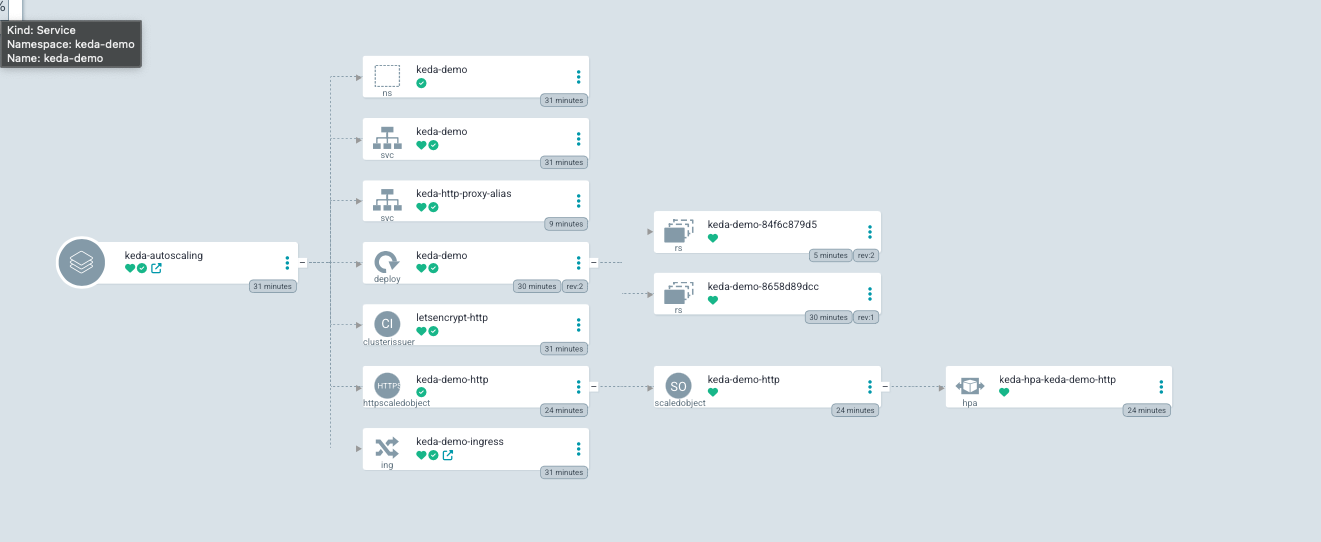 %
Kind: Service
Namespace: keda-demo
Name: keda-demo
keda-demo
ns
31 minutes
keda-demo
svc
31 minutes
keda-http-proxy-alias
svc
9 minutes
keda-demo-84f6c879d5
rs
5 minutes
rev:2
keda-autoscaling
31 minutes
keda-demo
deploy
30 minutes
rev:2
keda-demo-8658d89dcc
rs
30 minutes
rev:1
CI
letsencrypt-http
clusterissuer
31 minutes
HTTPS
keda-demo-http
httpscaledobject
24 minutes
SO
keda-demo-http
scaledobject
24 minutes
keda-hpa-keda-demo-http
hpa
24 minutes
keda-demo-ingress
ing
31 minutes